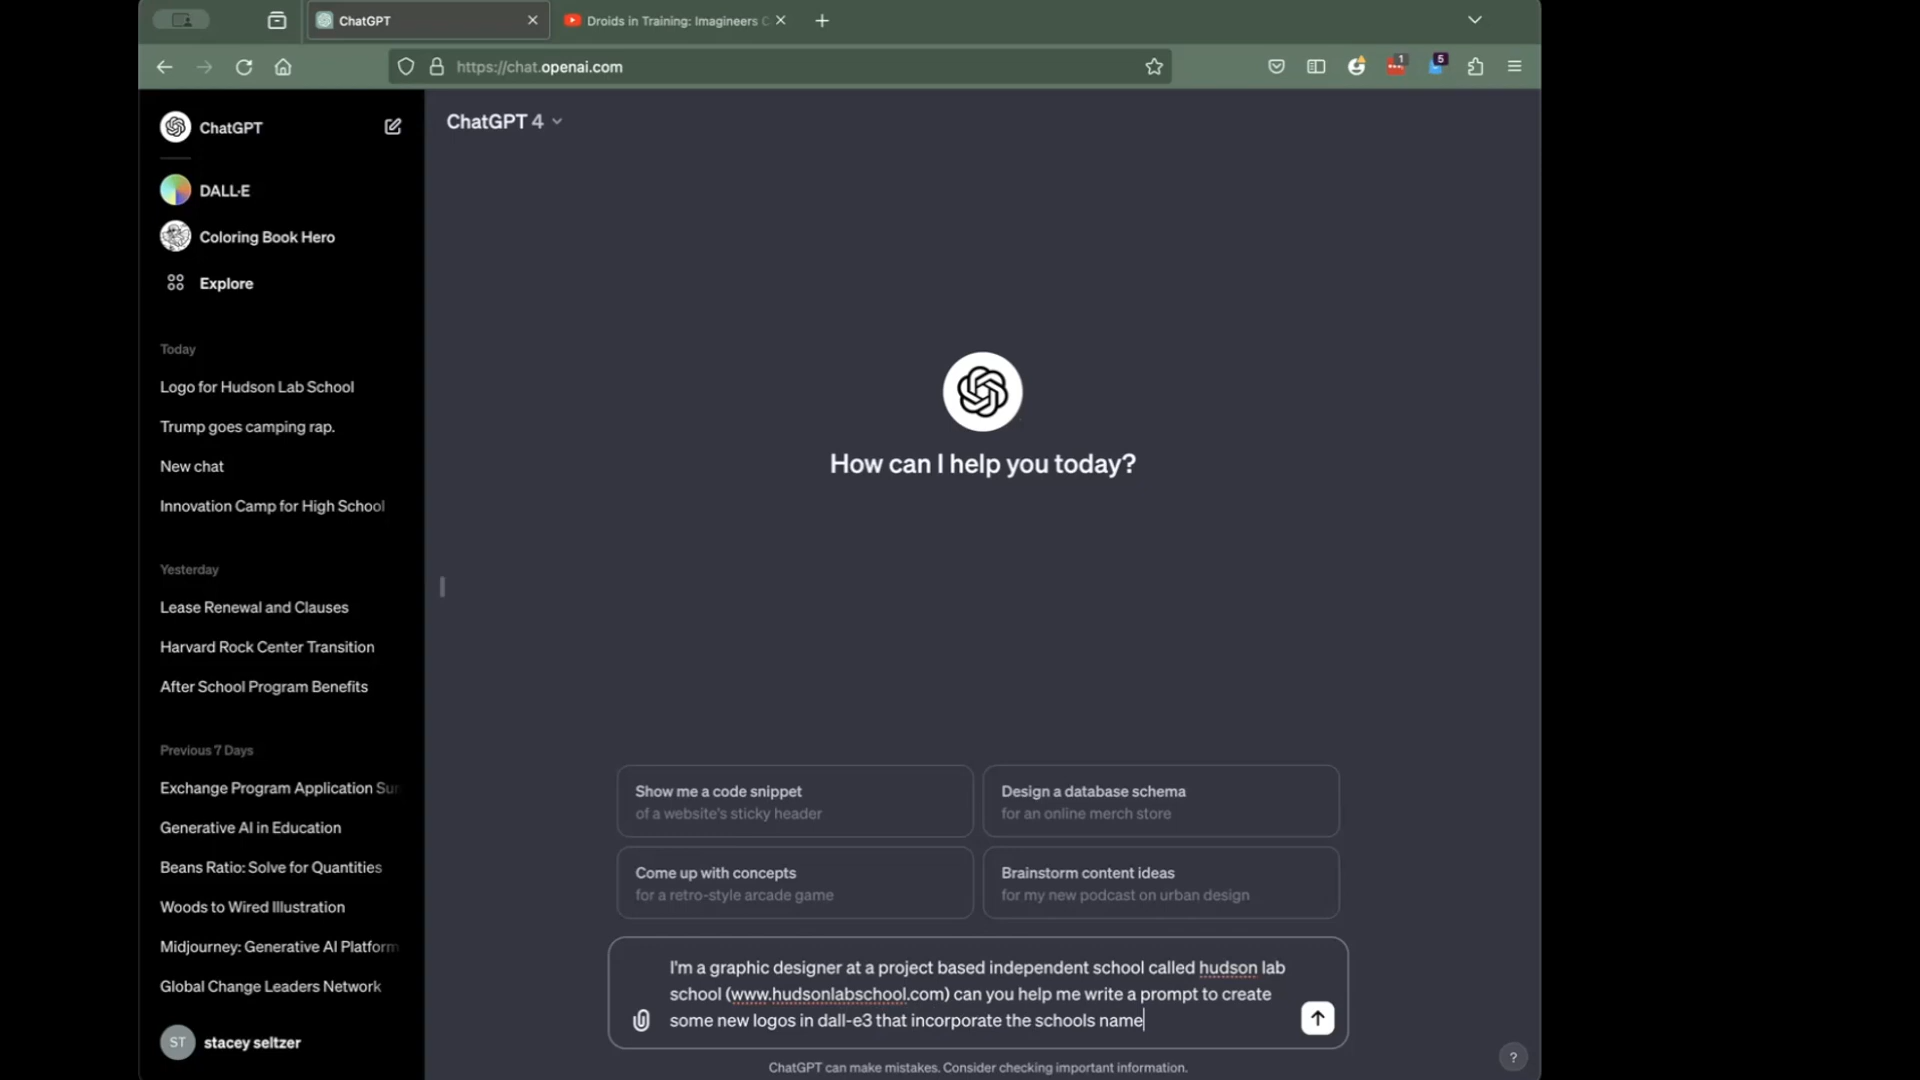 ChatGPT
Droids in Training: Imagineers
https://chat.openai.com
1
5
ChatGPT
ChatGPT 4
DALL·E
Coloring Book Hero
Explore
Today
Logo for Hudson Lab School
Trump goes camping rap.
New chat
Innovation Camp for High School
Yesterday
Lease Renewal and Clauses
Harvard Rock Center Transition
After School Program Benefits
Previous 7 Days
Exchange Program Application Su
Generative AI in Education
Beans Ratio: Solve for Quantities
Woods to Wired Illustration
Midjourney: Generative AI Platform
Global Change Leaders Network
ST
stacey seltzer
How can I help you today?
Show me a code snippet
of a website's sticky header
Design a database schema
for an online merch store
Come up with concepts
for a retro-style arcade game
Brainstorm content ideas
for my new podcast on urban design
I'm a graphic designer at a project based independent school called hudson lab
school (www.hudsonlabschool.com) can you help me write a prompt to create
some new logos in dall-e3 that incorporate the schools name
ChatGPT can make mistakes. Consider checking important information.
?